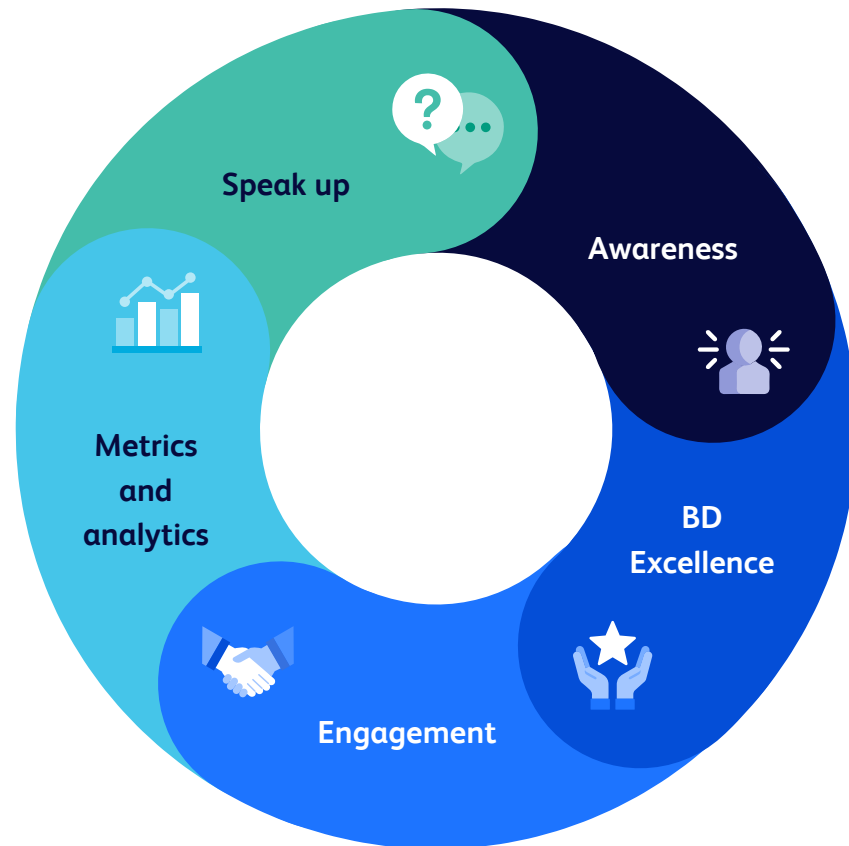 Speak up
Awareness
BD
Excellence
Engagement
Metrics
and
analytics
?